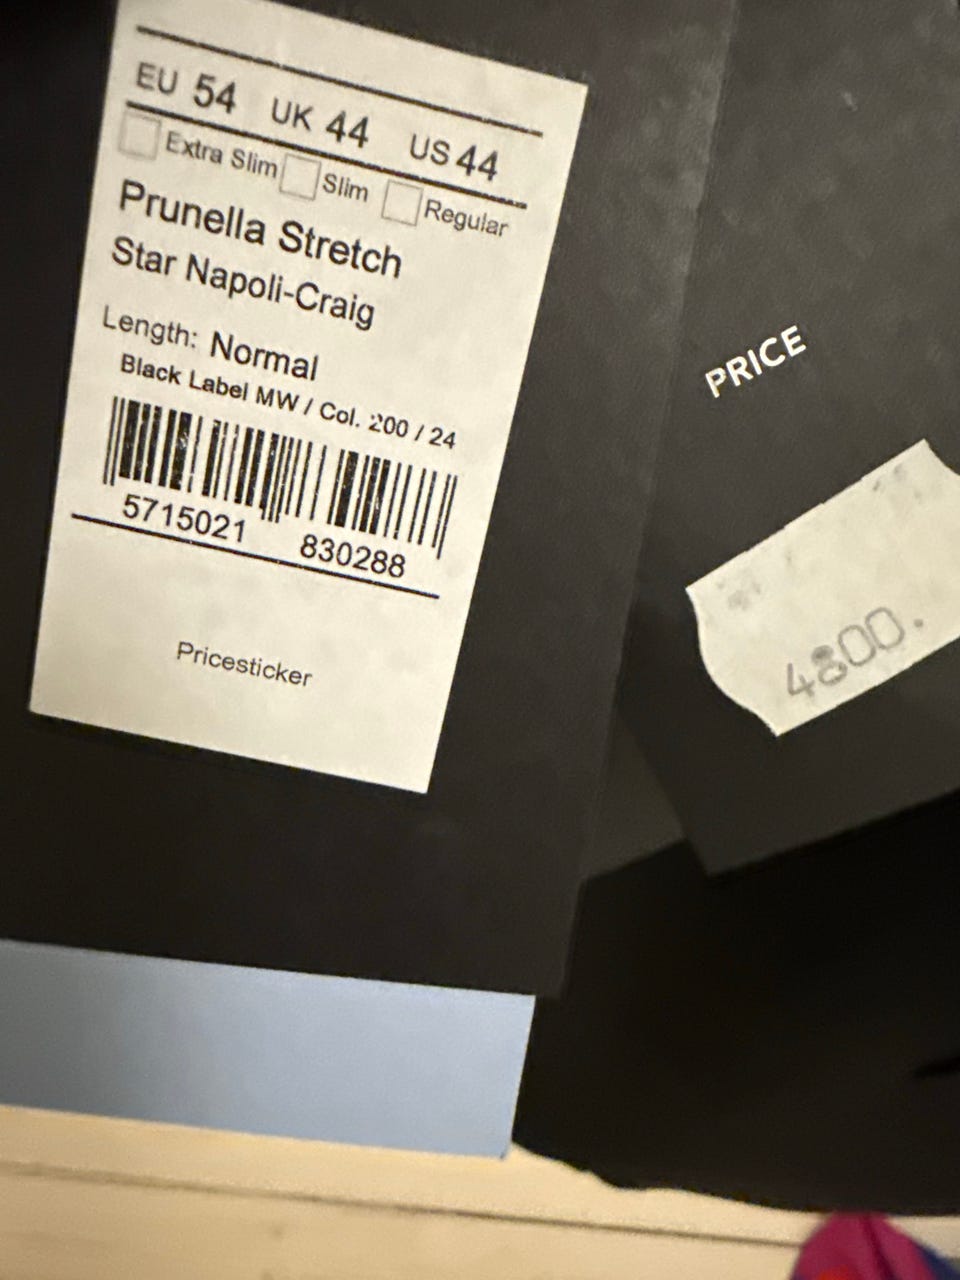 EU 54 UK 44 US 44
Extra Slim Slim Regular
Prunella Stretch
Star Napoli-Craig
Length: Normal
Black Label MW / Col. 200 / 24
5715021 830288
Pricesticker
PRICE
4800.